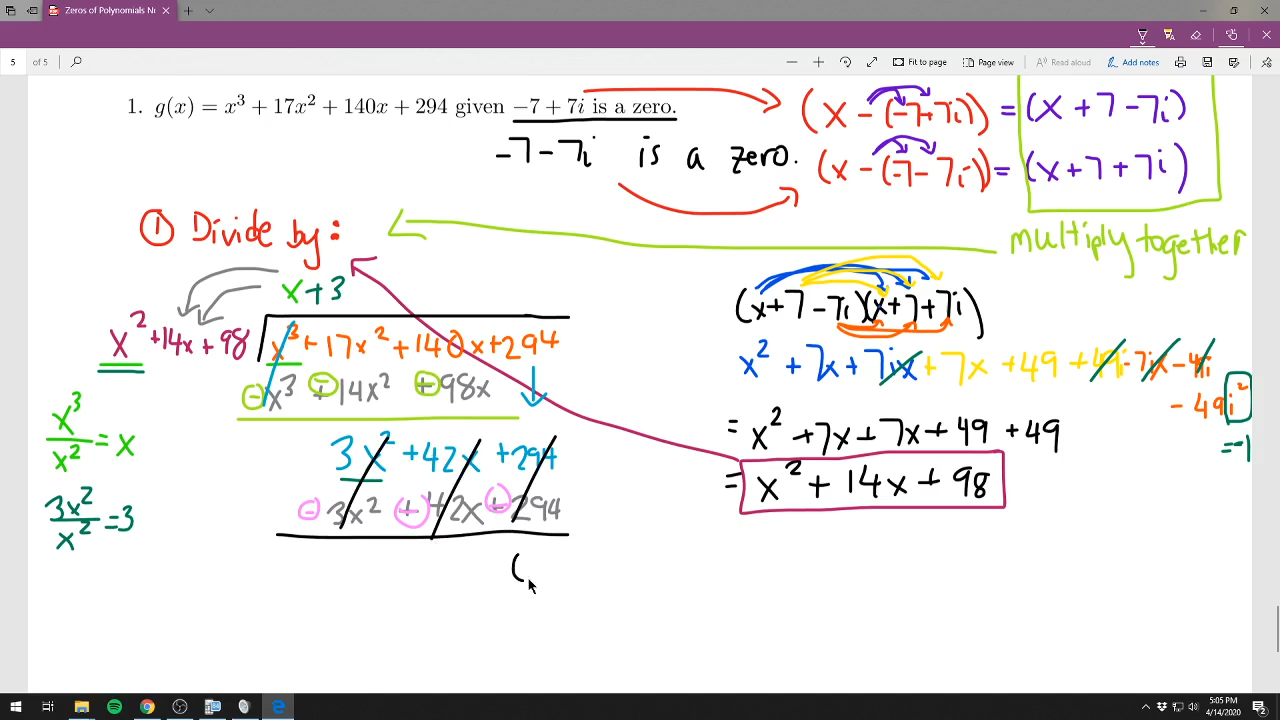 Zeros of Polynomials No
5 of 5
Fit to page
Page view
Read aloud
Add notes
1. g(x) = x³ + 17x² + 140x + 294 given −7 + 7i is a zero.
(x - (-7+7i)) = (x + 7 - 7i)
-7 - 7i is a zero.
(x - (-7 - 7i)) = (x + 7 + 7i)
① Divide by:
multiply together
x + 3
x² + 14x + 98
x³ + 17x² + 140x + 294
x³ + 14x² + 98x
3x² + 42x + 294
3x² + 42x + 294
(
x³/x² = x
3x²/x² = 3
(x + 7 - 7i)(x + 7 + 7i)
x² + 7x + 7ix + 7x + 49 + 49i - 7ix - 49i
- 49i²
= -1
= x² + 7x + 7x + 49 + 49
= x² + 14x + 98
5:05 PM
4/14/2020
2